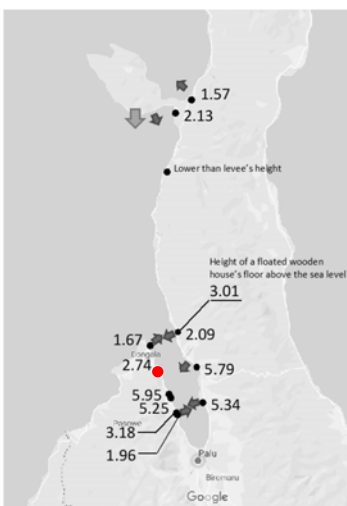 1.57
2.13
Lower than levee's height
Height of a floated wooden
house's floor above the sea level
3.01
1.67
2.09
Dongala
2.74
5.79
5.95
5.25
5.34
3.18
1.96
Palu
Biromaru
Google